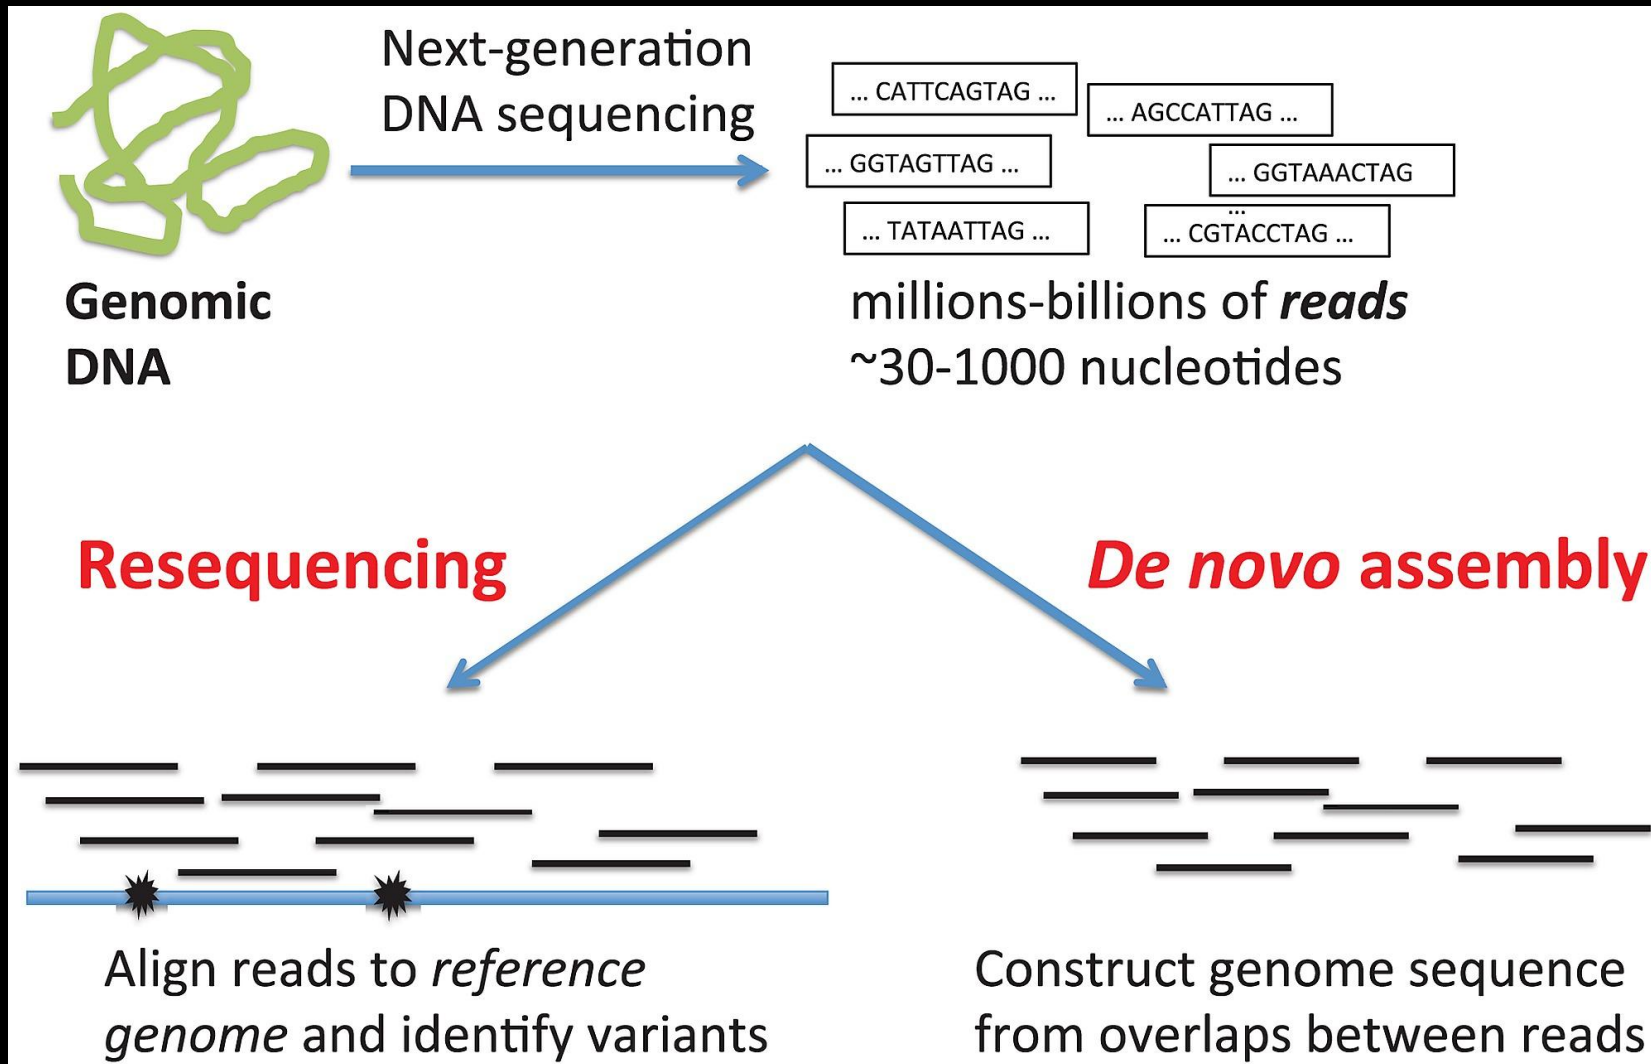 Next-generation
DNA sequencing
... CATTCAGTAG ...
... AGCCATTAG ...
... GGTAGTTAG ...
... GGTAAACTAG
...
... TATAATTAG ...
... CGTACCTAG ...
Genomic
DNA
millions-billions of reads
~30-1000 nucleotides
Resequencing
De novo assembly
Align reads to reference
genome and identify variants
Construct genome sequence
from overlaps between reads